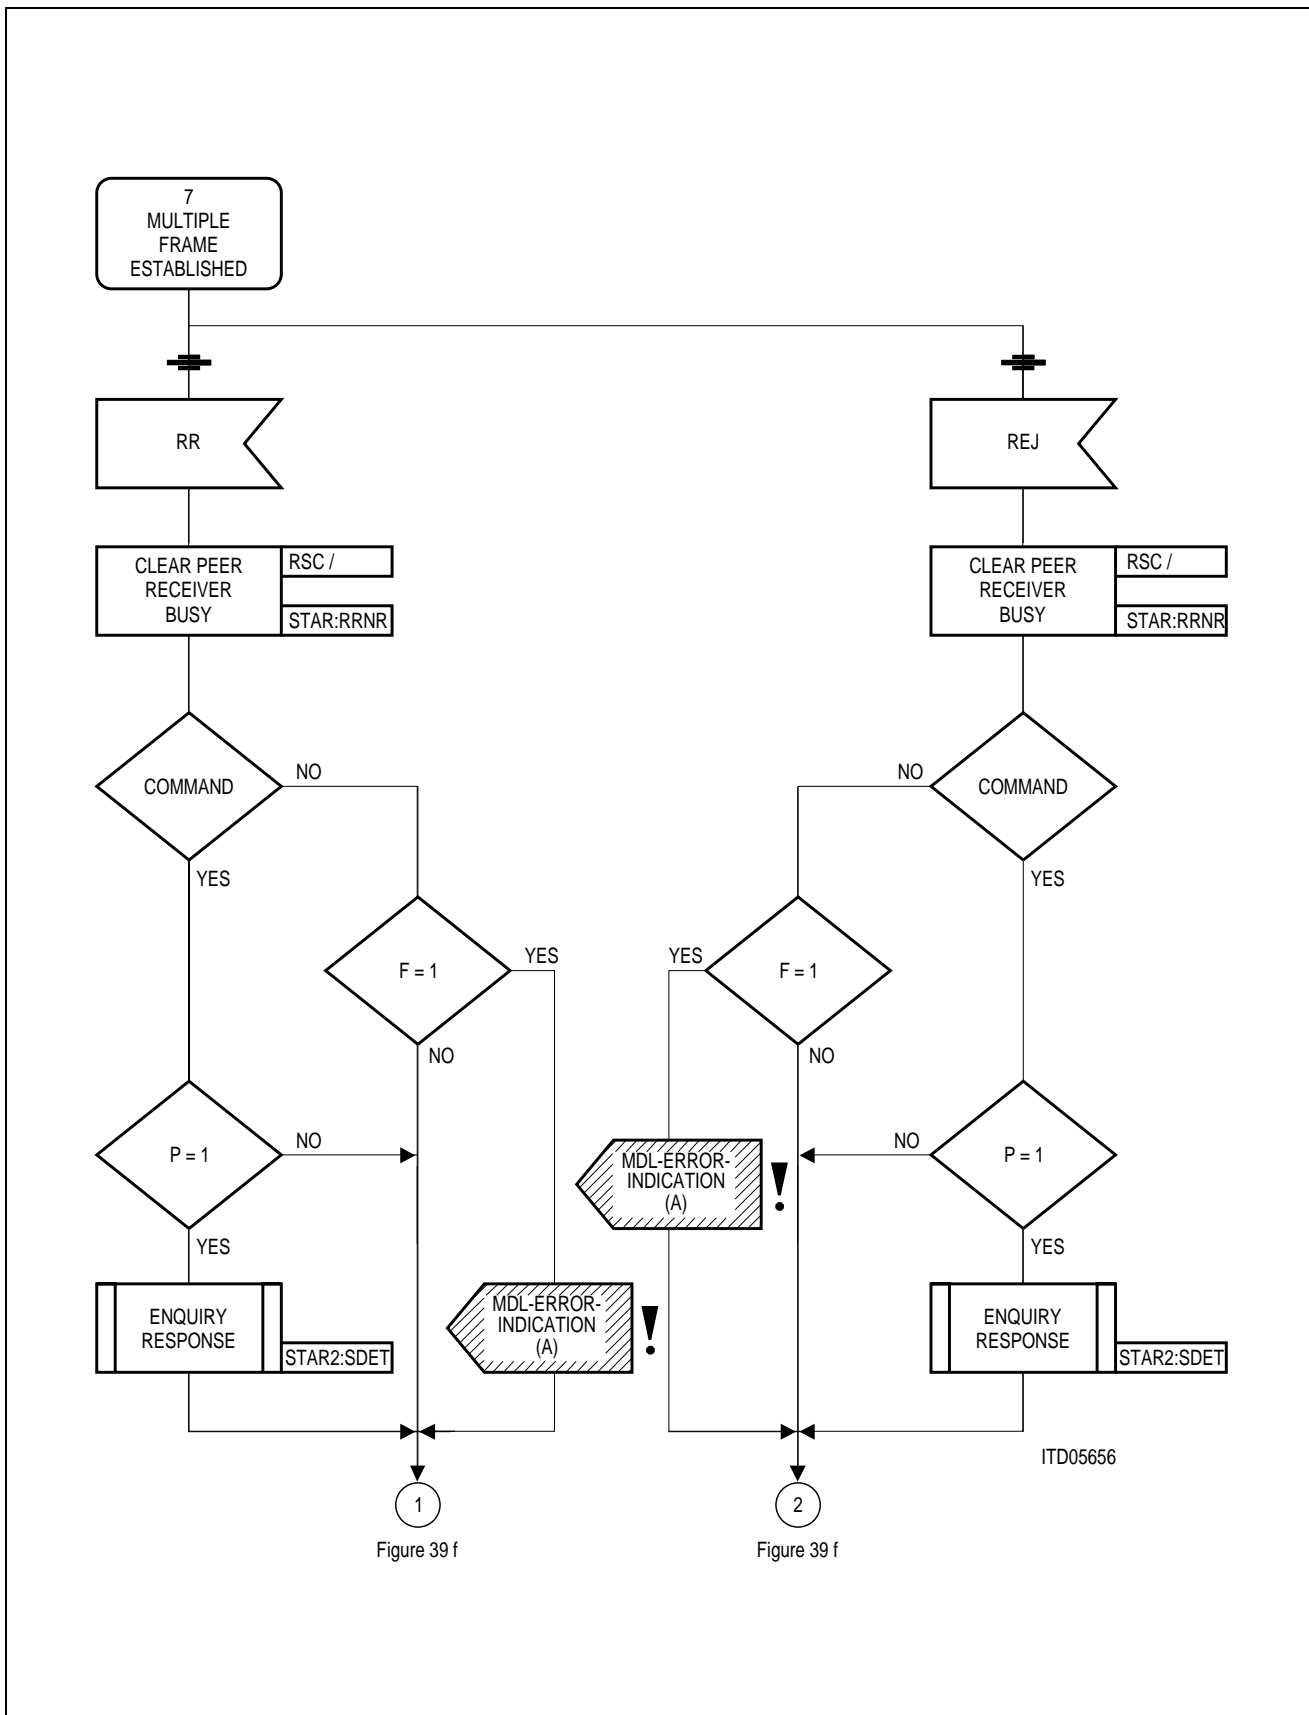 7
MULTIPLE
FRAME
ESTABLISHED
RR
REJ
CLEAR PEER
RECEIVER
BUSY
RSC /
STAR:RRNR
CLEAR PEER
RECEIVER
BUSY
RSC /
STAR:RRNR
COMMAND
NO
YES
NO
COMMAND
YES
F = 1
YES
NO
YES
F = 1
NO
P = 1
NO
YES
MDL-ERROR-
INDICATION
(A)
!
NO
P = 1
YES
ENQUIRY
RESPONSE
STAR2:SDET
MDL-ERROR-
INDICATION
(A)
!
ENQUIRY
RESPONSE
STAR2:SDET
ITD05656
1
2
Figure 39 f
Figure 39 f